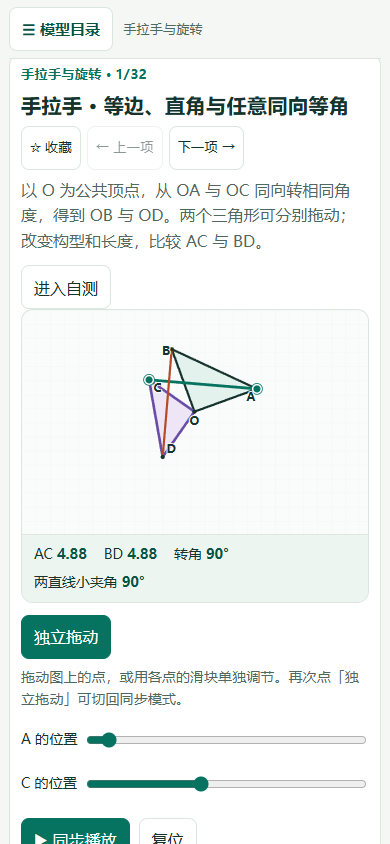 ☰ 模型目录 手拉手与旋转
手拉手与旋转 • 1/32
手拉手 • 等边、直角与任意同向等角
☆ 收藏 ← 上一项 下一项 →
以 O 为公共顶点，从 OA 与 OC 同向转相同角
度，得到 OB 与 OD。两个三角形可分别拖动；
改变构型和长度，比较 AC 与 BD。
进入自测
B
C
A
O
D
AC 4.88 BD 4.88 转角 90°
两直线小夹角 90°
独立拖动
拖动图上的点，或用各点的滑块单独调节。再次点「独
立拖动」可切回同步模式。
A 的位置
C 的位置
▶ 同步播放 复位